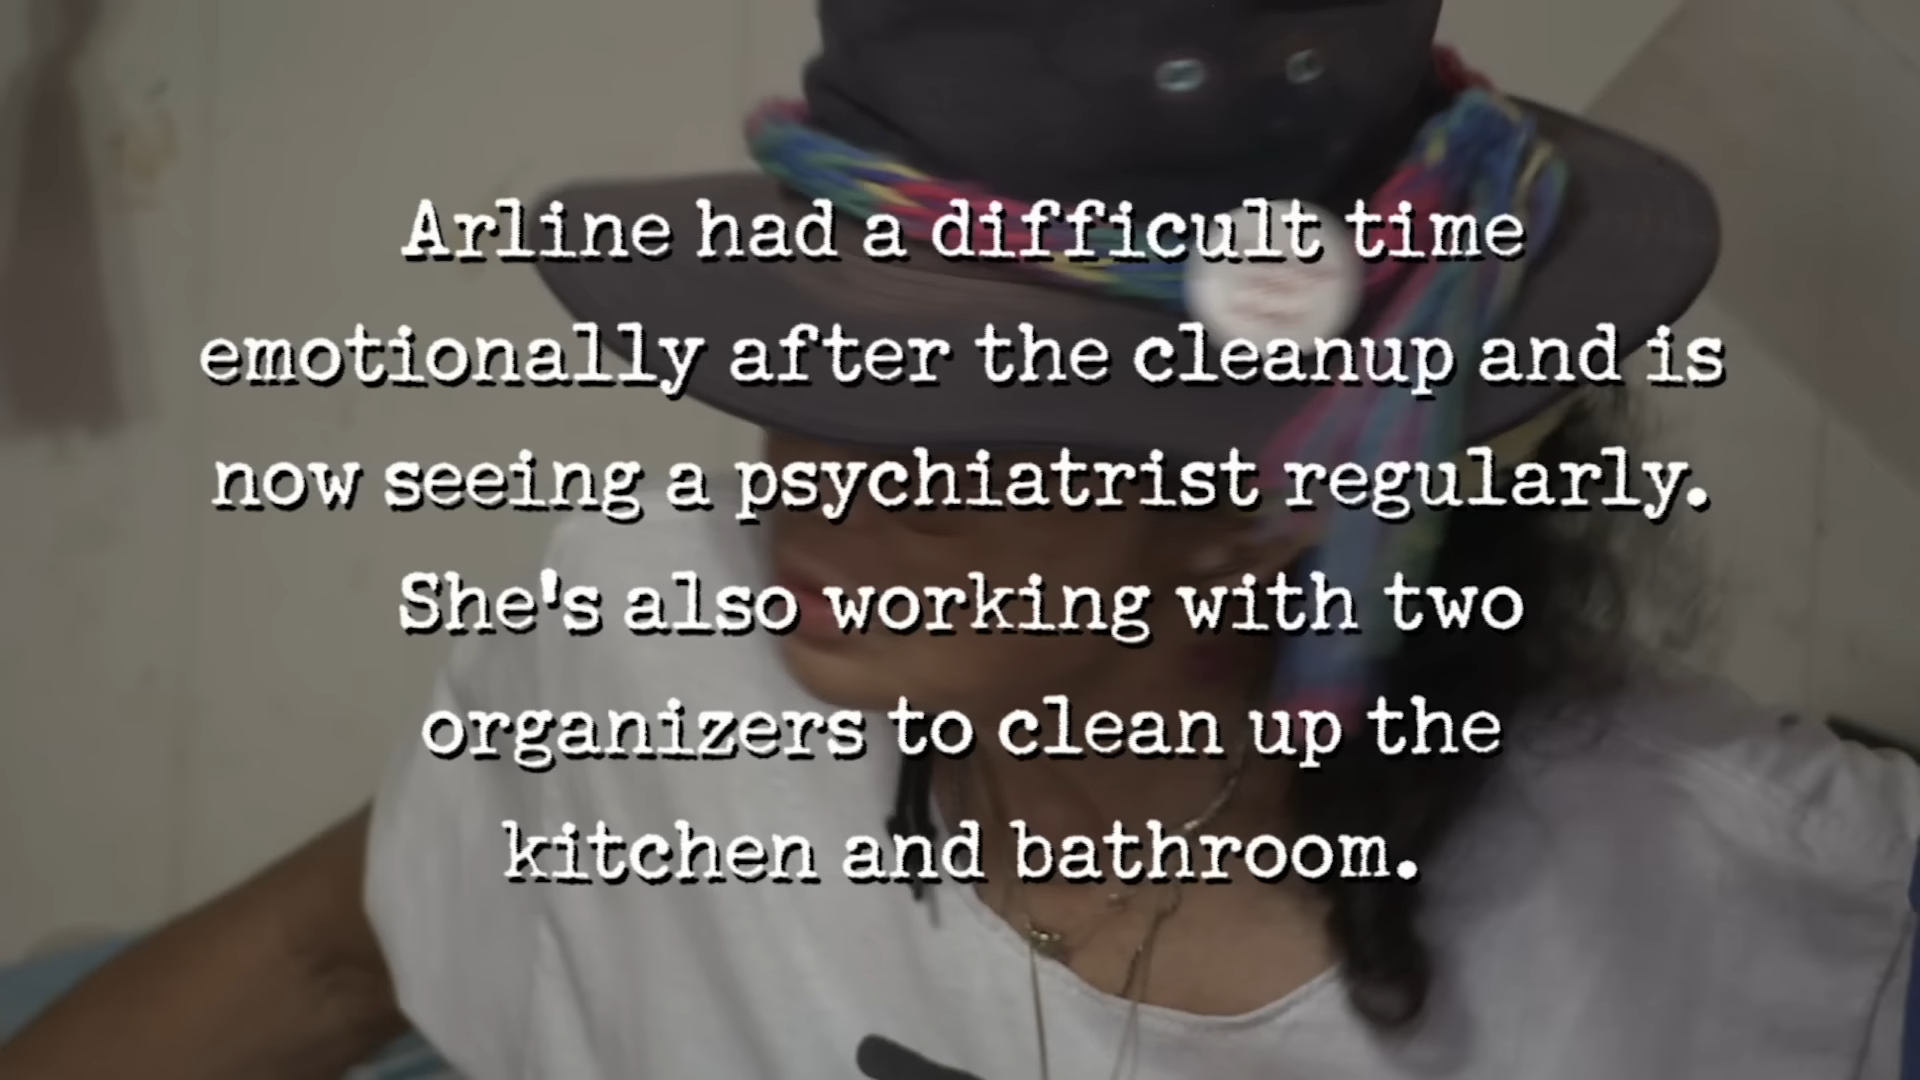 Arline had a difficult time
emotionally after the cleanup and is
now seeing a psychiatrist regularly.
She's also working with two
organizers to clean up the
kitchen and bathroom.